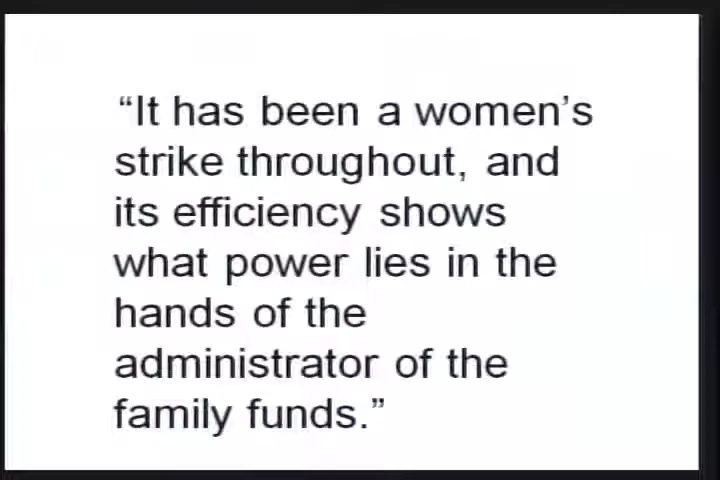 “It has been a women’s
strike throughout, and
its efficiency shows
what power lies in the
hands of the
administrator of the
family funds.”